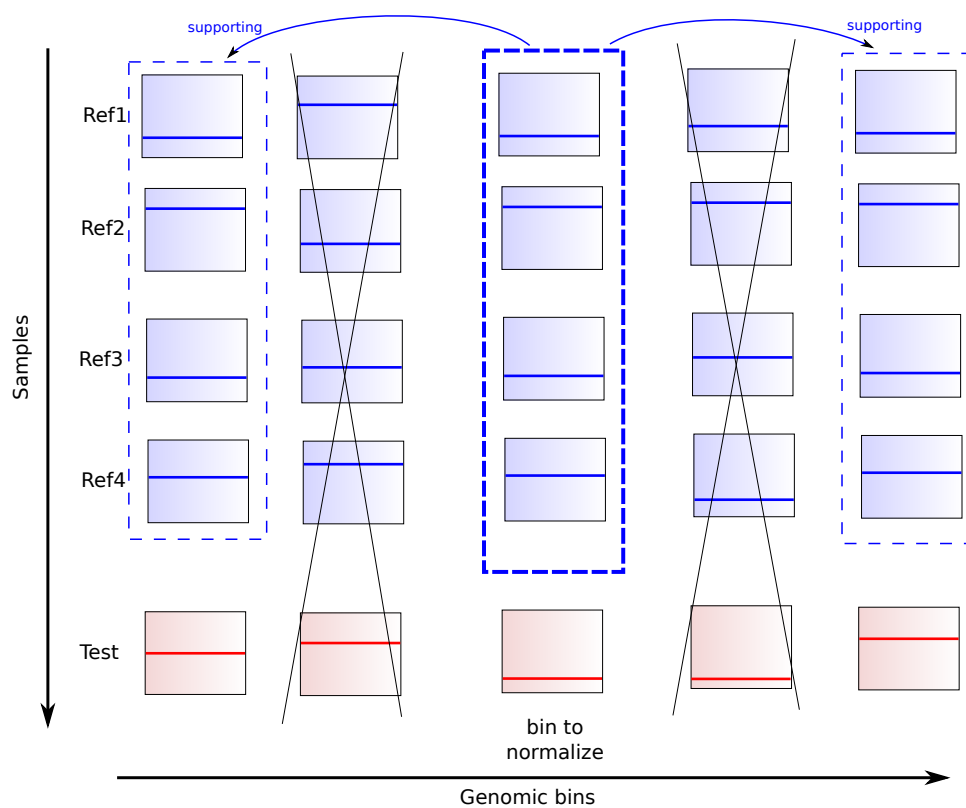 supporting
supporting
Ref1
Ref2
Ref3
Ref4
Test
Samples
bin to
normalize
Genomic bins